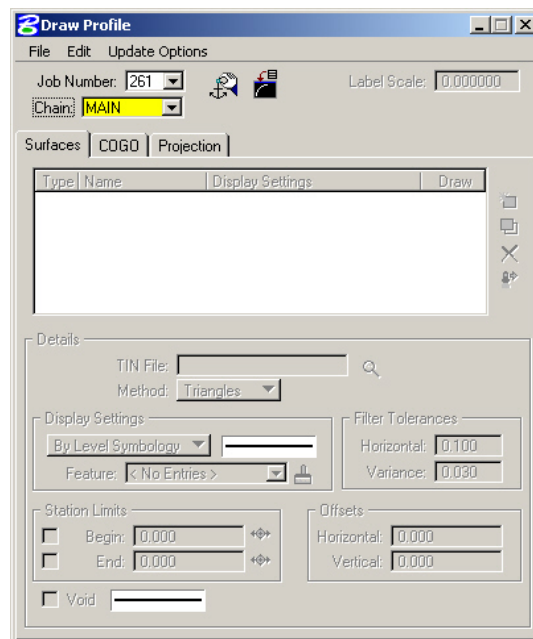 Draw Profile
File Edit Update Options
Job Number: 261
Label Scale: 0.000000
Chain: MAIN
Surfaces COGO Projection
Type Name Display Settings Draw
Details
TIN File:
Method: Triangles
Display Settings
By Level Symbology
Feature: < No Entries >
Filter Tolerances
Horizontal: 0.100
Variance: 0.030
Station Limits
Begin: 0.000
End: 0.000
Offsets
Horizontal: 0.000
Vertical: 0.000
Void